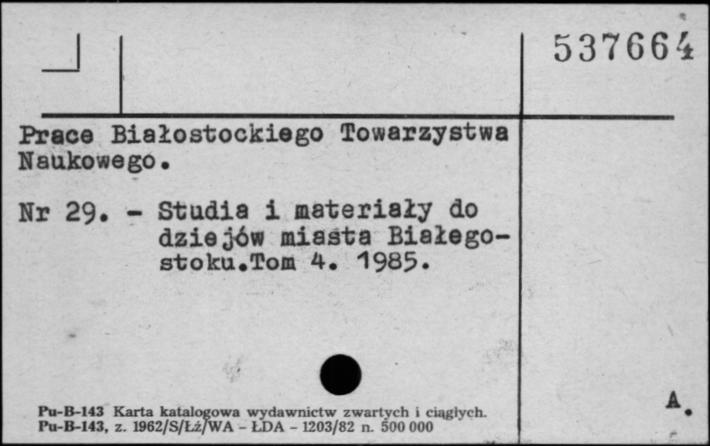 537664
Prace Białostockiego Towarzystwa
Naukowego.
Nr 29. - Studia i materiały do
dziejów miasta Białego-
stoku.Tom 4. 1985.
A.
Pu-B-143 Karta katalogowa wydawnictw zwartych i ciągłych.
Pu-B-143, z. 1962/S/Łż/WA - ŁDA - 1203/82 n. 500 000